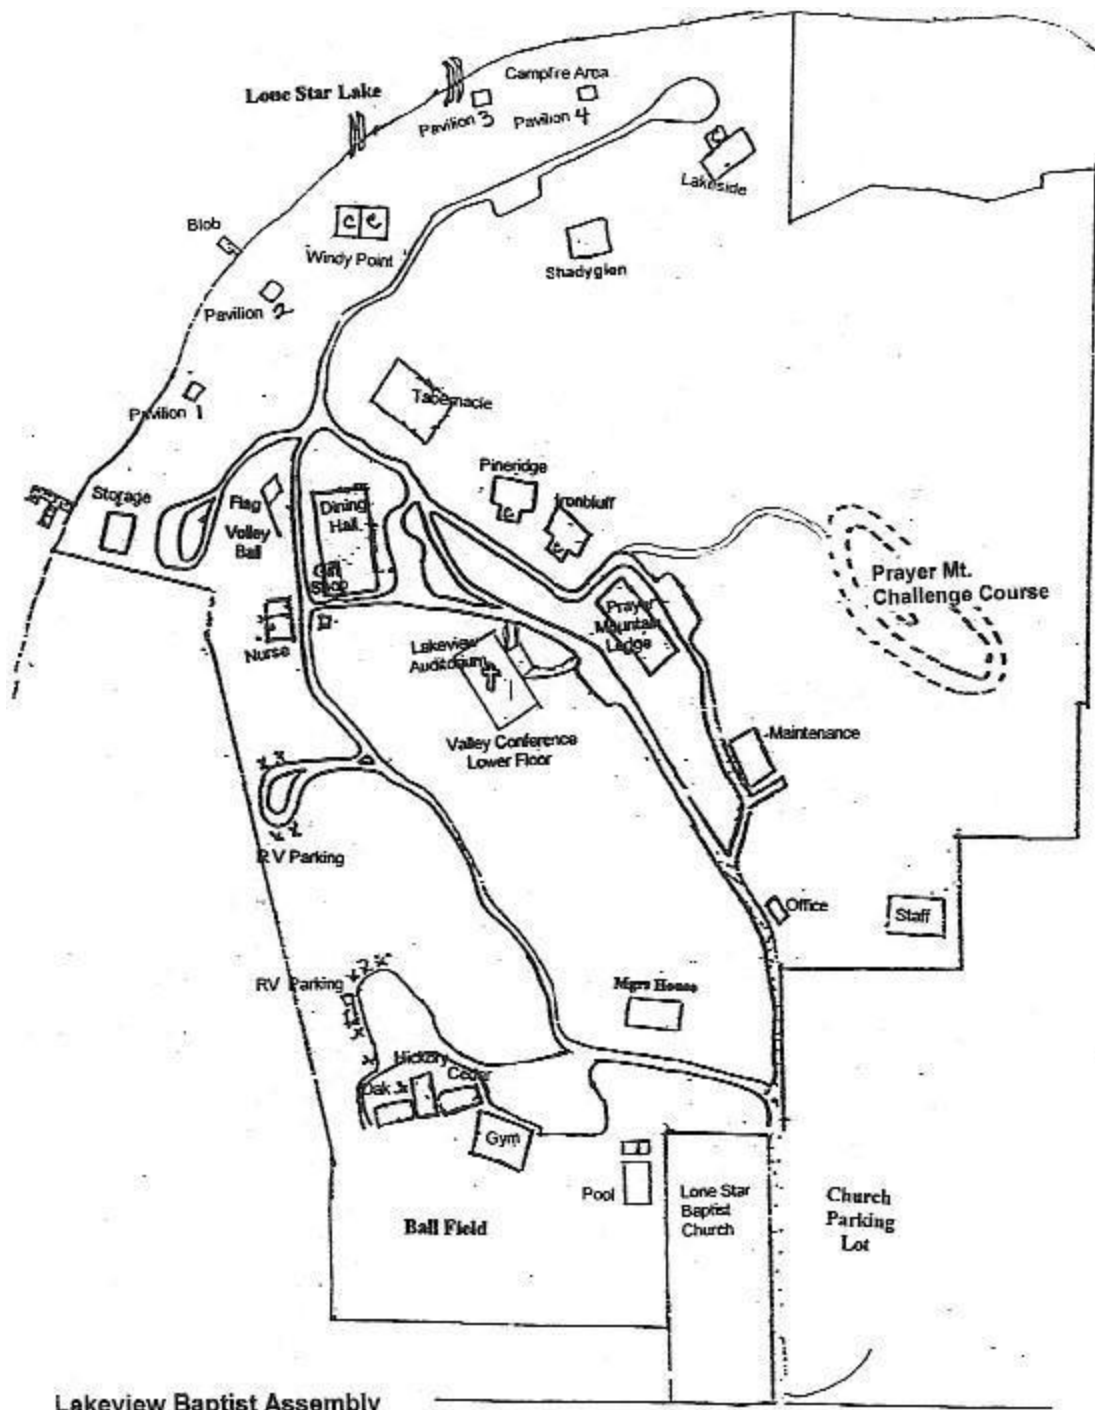 Lone Star Lake
Campfire Area
Pavilion 3
Pavilion 4
Lakeside
Blob
C C
Windy Point
Shadyglen
Pavilion 2
Tabernacle
Pavilion 1
Pineridge
Ironbluff
Storage
Flag
Volley
Ball
Dining
Hall
Gift
Shop
Prayer Mt.
Challenge Course
Nurse
Prayer
Mountain
Ledge
Lakeview
Auditorium
Valley Conference
Lower Floor
Maintenance
RV Parking
Office
Staff
RV Parking
Mgrs House
Hickory
Oak
Cedar
Gym
Pool
Lone Star
Baptist
Church
Church
Parking
Lot
Ball Field
Lakeview Baptist Assembly